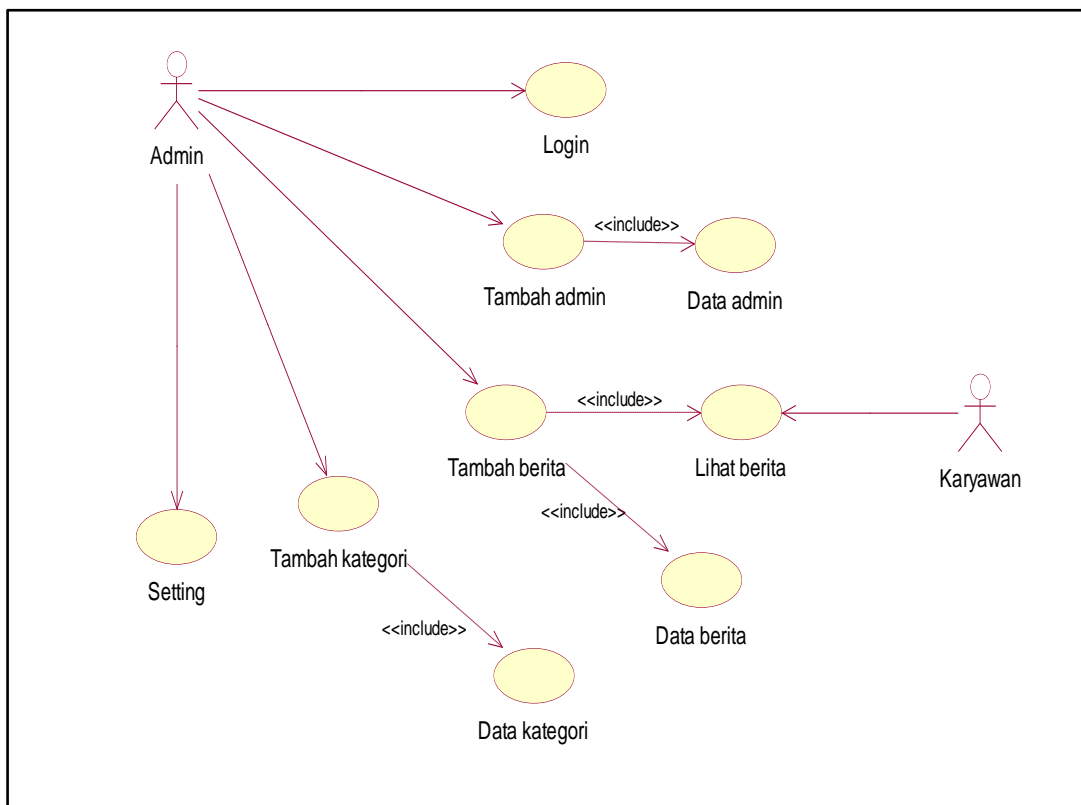 Admin
Login
<<include>>
Tambah admin
Data admin
<<include>>
Tambah berita
Lihat berita
Karyawan
<<include>>
Tambah kategori
Setting
<<include>>
Data berita
Data kategori